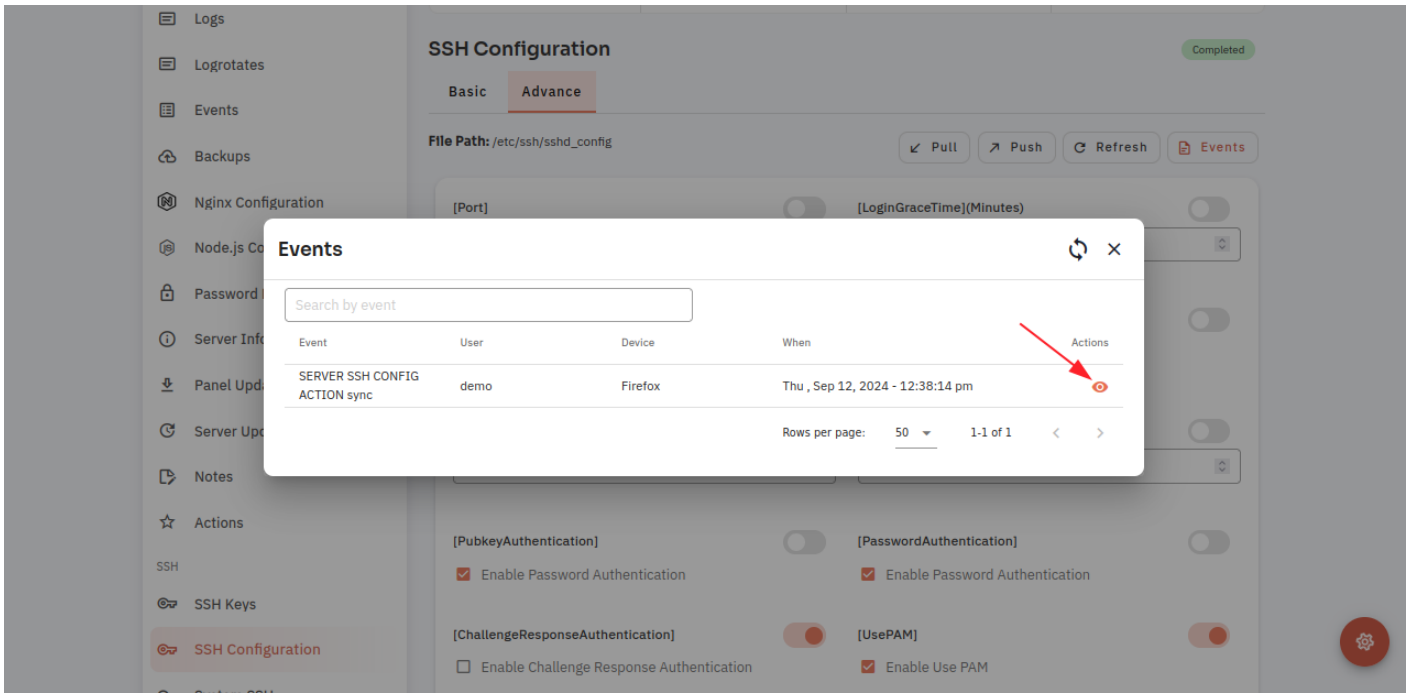 Logs
Logrotates
Events
Backups
Nginx Configuration
Node.js Co
Password
Server Info
Panel Upda
Server Upd
Notes
Actions
SSH
SSH Keys
SSH Configuration
SSH Configuration
Completed
Basic Advance
File Path: /etc/ssh/sshd_config
Pull Push Refresh Events
[Port] [LoginGraceTime](Minutes)
Events
Search by event
Event User Device When Actions
SERVER SSH CONFIG
ACTION sync
demo Firefox Thu , Sep 12, 2024 - 12:38:14 pm
Rows per page: 50 1-1 of 1
[PubkeyAuthentication] [PasswordAuthentication]
Enable Password Authentication Enable Password Authentication
[ChallengeResponseAuthentication] [UsePAM]
Enable Challenge Response Authentication Enable Use PAM